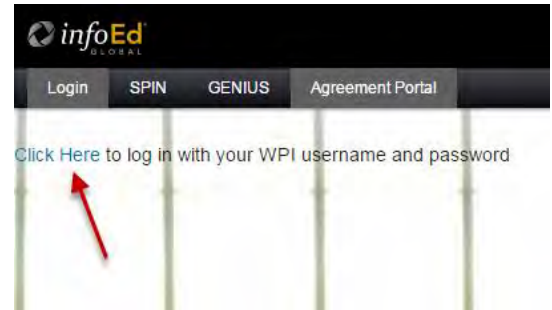 infoEd
GLOBAL
Login SPIN GENIUS Agreement Portal
Click Here to log in with your WPI username and password